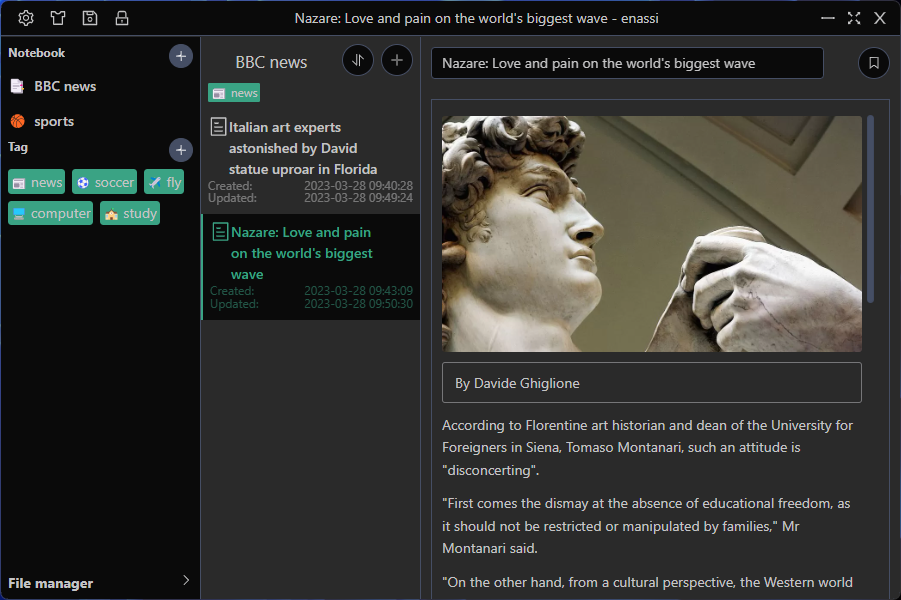 Nazare: Love and pain on the world's biggest wave - enassi
Notebook
BBC news
sports
Tag
news
soccer
fly
computer
study
File manager
BBC news
news
Italian art experts
astonished by David
statue uproar in Florida
Created: 2023-03-28 09:40:28
Updated: 2023-03-28 09:49:24
Nazare: Love and pain
on the world's biggest
wave
Created: 2023-03-28 09:43:09
Updated: 2023-03-28 09:50:30
Nazare: Love and pain on the world's biggest wave
By Davide Ghiglione
According to Florentine art historian and dean of the University for
Foreigners in Siena, Tomaso Montanari, such an attitude is
"disconcerting".
"First comes the dismay at the absence of educational freedom, as
it should not be restricted or manipulated by families," Mr
Montanari said.
"On the other hand, from a cultural perspective, the Western world